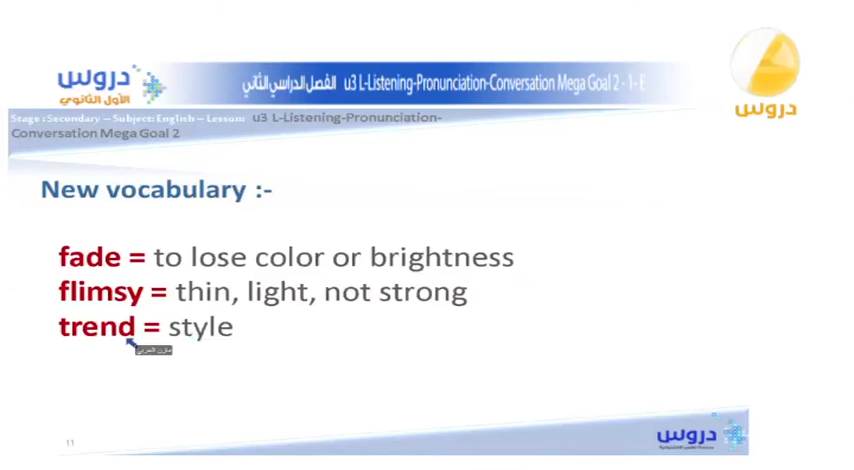 دروس
الأول الثانوي
u3 L-Listening-Pronunciation-Conversation Mega Goal 2 - 1- E الفصل الدراسي الثاني
دروس
Stage : Secondary – Subject: English – Lesson: u3 L-Listening-Pronunciation-
Conversation Mega Goal 2
New vocabulary :-
fade = to lose color or brightness
flimsy = thin, light, not strong
trend = style
11
دروس